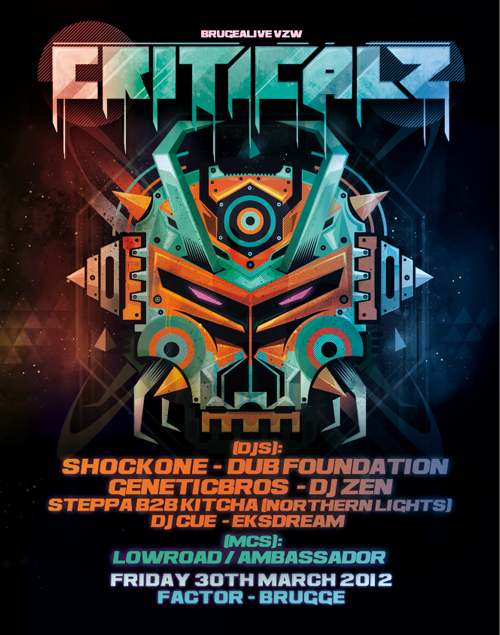 BRUGEALIVE VZW
CRITICALZ
(DJS):
SHOCKONE - DUB FOUNDATION
GENETICBROS - DJ ZEN
STEPPA B2B KITCHA (NORTHERN LIGHTS)
DJ CUE - EKSDREAM
(MCS):
LOWROAD / AMBASSADOR
FRIDAY 30TH MARCH 2012
FACTOR - BRUGGE